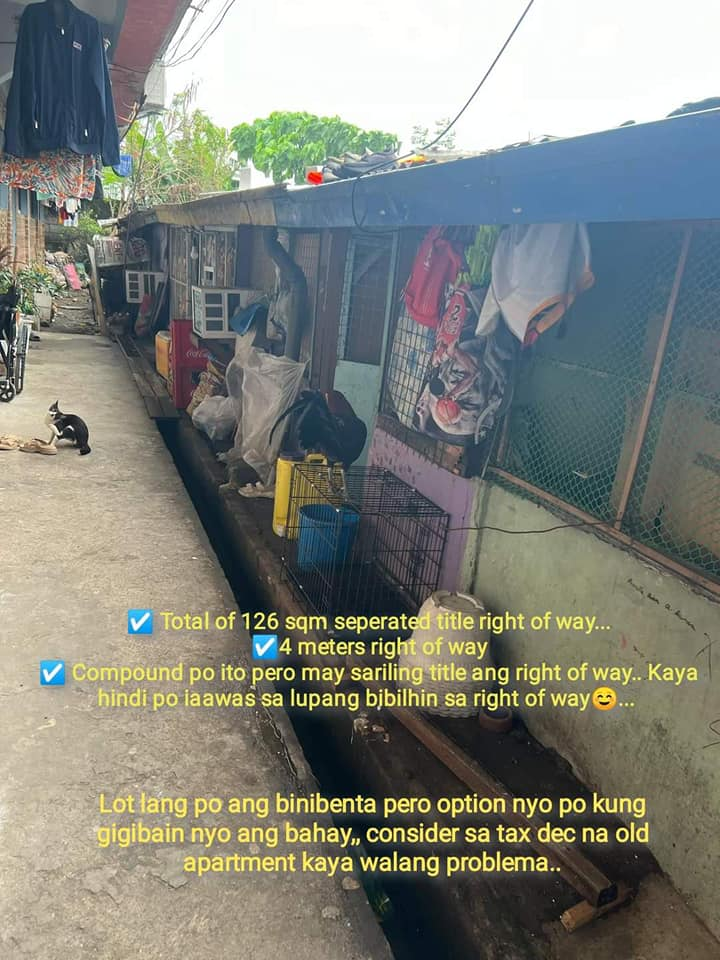 ☑️ Total of 126 sqm seperated title right of way...
☑️4 meters right of way
☑️ Compound po ito pero may sariling title ang right of way.. Kaya
hindi po iaawas sa lupang bibilhin sa right of way😊...
Lot lang po ang binibenta pero option nyo po kung
gigibain nyo ang bahay,, consider sa tax dec na old
apartment kaya walang problema..
Coca-Cola